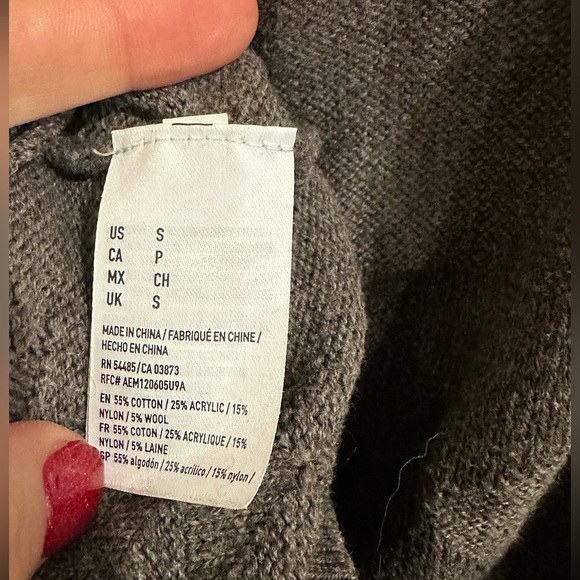 US S
CA P
MX CH
UK S
MADE IN CHINA / FABRIQUÉ EN CHINE /
HECHO EN CHINA
RN 54485/CA 03873
RFC# AEM120605U9A
EN 55% COTTON / 25% ACRYLIC / 15%
NYLON / 5% WOOL
FR 55% COTON / 25% ACRYLIQUE / 15%
NYLON / 5% LAINE
SP 55% algodón / 25% acrílico / 15% nylon /